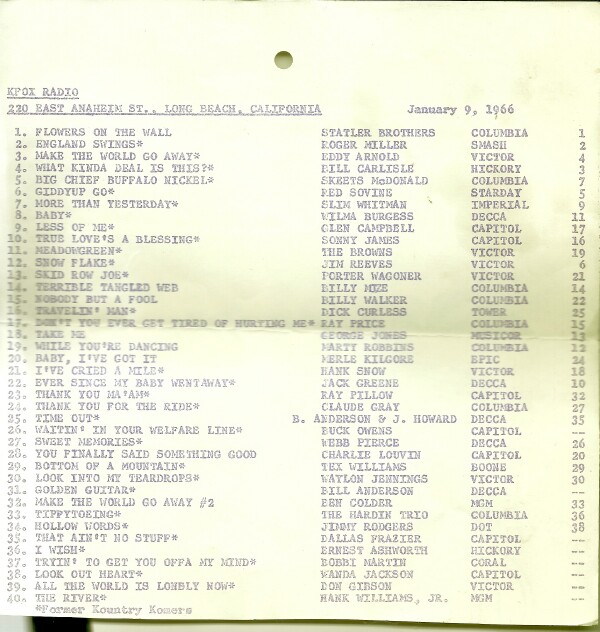 KFOX RADIO
220 EAST ANAHEIM ST., LONG BEACH, CALIFORNIA January 9, 1966
1. FLOWERS ON THE WALL STATLER BROTHERS COLUMBIA 1
2. ENGLAND SWINGS* ROGER MILLER SMASH 2
3. MAKE THE WORLD GO AWAY* EDDY ARNOLD VICTOR 4
4. WHAT KINDA DEAL IS THIS?* BILL CARLISLE HICKORY 3
5. BIG CHIEF BUFFALO NICKEL* SKEETS McDONALD COLUMBIA 7
6. GIDDYUP GO* RED SOVINE STARDAY 5
7. MORE THAN YESTERDAY* SLIM WHITMAN IMPERIAL 9
8. BABY* WILMA BURGESS DECCA 11
9. LESS OF ME* GLEN CAMPBELL CAPITOL 17
10. TRUE LOVE'S A BLESSING* SONNY JAMES CAPITOL 16
11. MEADOWGREEN* THE BROWNS VICTOR 19
12. SNOW FLAKE* JIM REEVES VICTOR 6
13. SKID ROW JOE* PORTER WAGONER VICTOR 21
14. TERRIBLE TANGLED WEB BILLY MIZE COLUMBIA 14
15. NOBODY BUT A FOOL BILLY WALKER COLUMBIA 22
16. TRAVELIN' MAN* DICK CURLESS TOWER 25
17. DON'T YOU EVER GET TIRED OF HURTING ME* RAY PRICE COLUMBIA 15
18. TAKE ME GEORGE JONES MUSICOR 13
19. WHILE YOU'RE DANCING MARTY ROBBINS COLUMBIA 12
20. BABY, I'VE GOT IT MERLE KILGORE EPIC 24
21. I'VE CRIED A MILE* HANK SNOW VICTOR 18
22. EVER SINCE MY BABY WENTAWAY* JACK GREENE DECCA 10
23. THANK YOU MA'AM* RAY PILLOW CAPITOL 32
24. THANK YOU FOR THE RIDE* CLAUDE GRAY COLUMBIA 27
25. TIME OUT* B. ANDERSON & J. HOWARD DECCA 35
26. WAITIN' IN YOUR WELFARE LINE* BUCK OWENS CAPITOL --
27. SWEET MEMORIES* WEBB PIERCE DECCA 26
28. YOU FINALLY SAID SOMETHING GOOD CHARLIE LOUVIN CAPITOL 20
29. BOTTOM OF A MOUNTAIN* TEX WILLIAMS BOONE 29
30. LOOK INTO MY TEARDROPS* WAYLON JENNINGS VICTOR 30
31. GOLDEN GUITAR* BILL ANDERSON DECCA --
32. MAKE THE WORLD GO AWAY #2 BEN COLDER MGM 33
33. TIPPYTOEING* THE HARDIN TRIO COLUMBIA 36
34. HOLLOW WORDS* JIMMY RODGERS DOT 38
35. THAT AIN'T NO STUFF* DALLAS FRAZIER CAPITOL --
36. I WISH* ERNEST ASHWORTH HICKORY --
37. TRYIN' TO GET YOU OFFA MY MIND* BOBBI MARTIN CORAL --
38. LOOK OUT HEART* WANDA JACKSON CAPITOL --
39. ALL THE WORLD IS LONELY NOW* DON GIBSON VICTOR --
40. THE RIVER* HANK WILLIAMS, JR. MGM --
*Former Kountry Komers